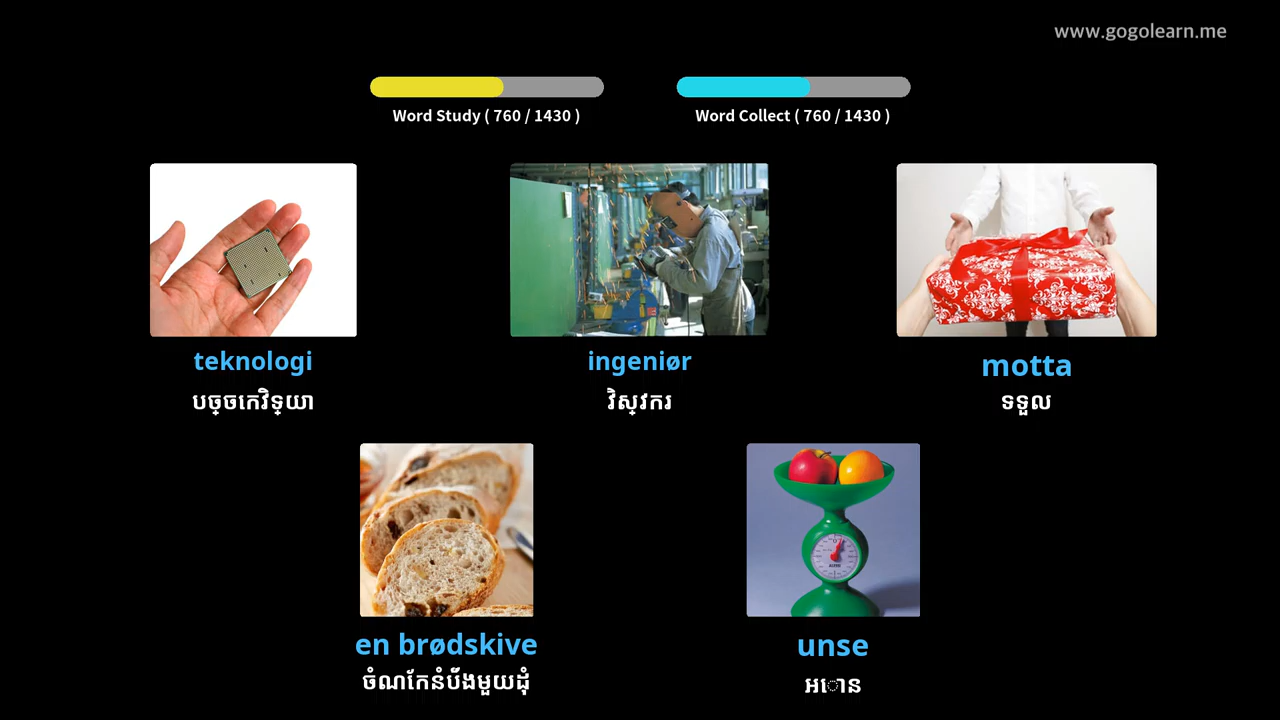 www.gogolearn.me
Word Study ( 760 / 1430 )
Word Collect ( 760 / 1430 )
teknologi
ingeniør
motta
បច្ចេកវិទ្យា
វិស្វករ
ទទួល
en brødskive
unse
ចំណិតនំប៉័ងមួយដុំ
អោន